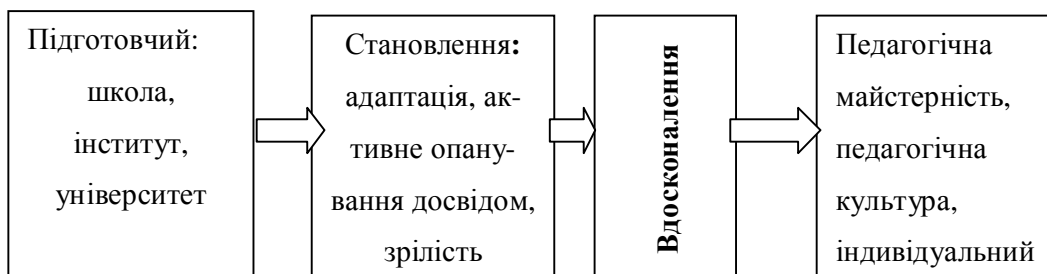 Підготовчий:
школа,
інститут,
університет
Становлення:
адаптація, ак-
тивне опану-
вання досвідом,
зрілість
Вдосконалення
Педагогічна
майстерність,
педагогічна
культура,
індивідуальний